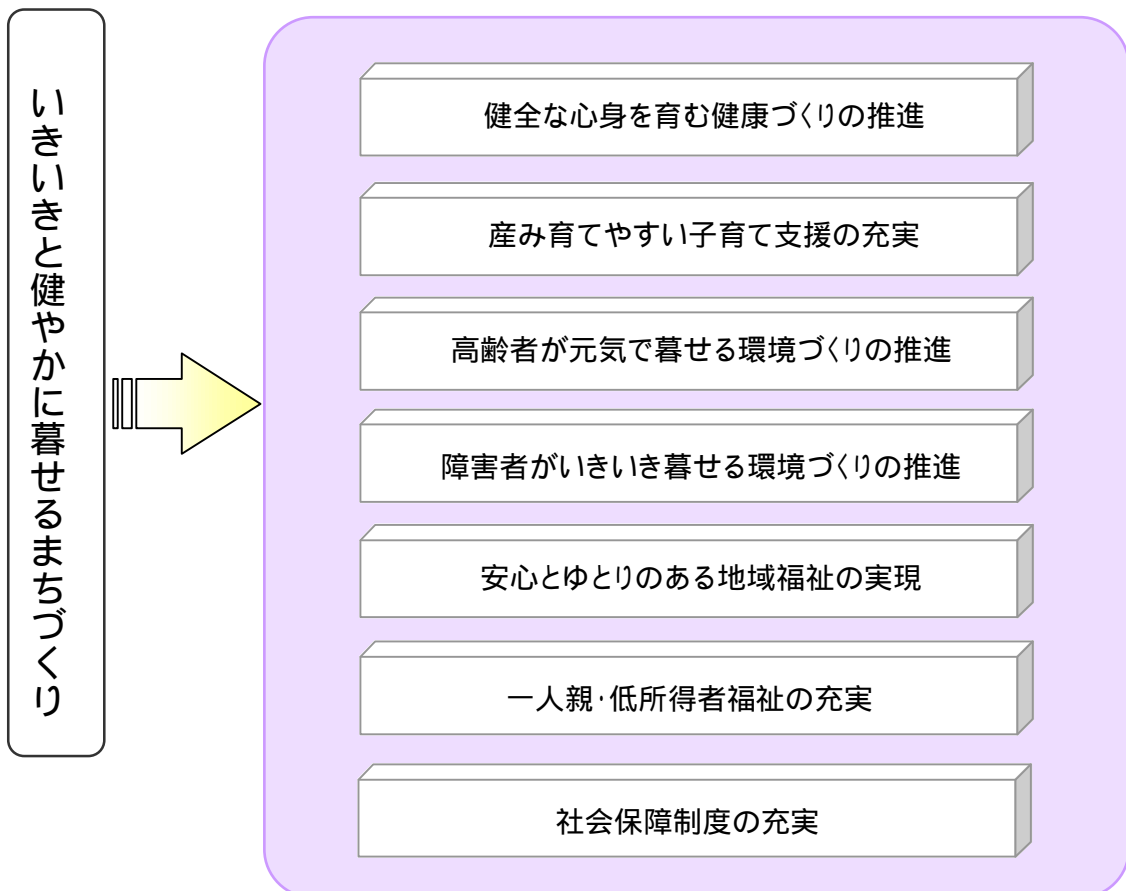 いきいきと健やかに暮せるまちづくり
健全な心身を育む健康づくりの推進
産み育てやすい子育て支援の充実
高齢者が元気で暮せる環境づくりの推進
障害者がいきいき暮せる環境づくりの推進
安心とゆとりのある地域福祉の実現
一人親･低所得者福祉の充実
社会保障制度の充実